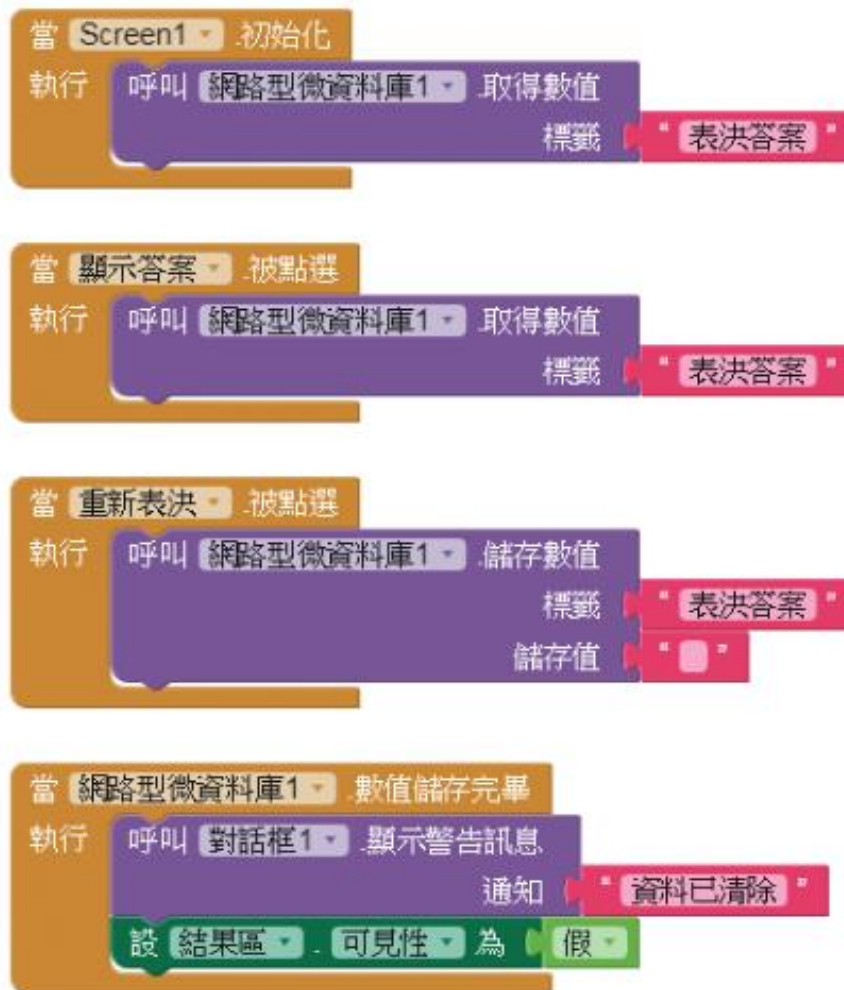 當 Screen1 .初始化
執行 呼叫 網路型微資料庫1 .取得數值
標籤 " 表決答案 "
當 顯示答案 .被點選
執行 呼叫 網路型微資料庫1 .取得數值
標籤 " 表決答案 "
當 重新表決 .被點選
執行 呼叫 網路型微資料庫1 .儲存數值
標籤 " 表決答案 "
儲存值 " "
當 網路型微資料庫1 .數值儲存完畢
執行 呼叫 對話框1 .顯示警告訊息
通知 " 資料已清除 "
設 結果區 . 可見性 為 假